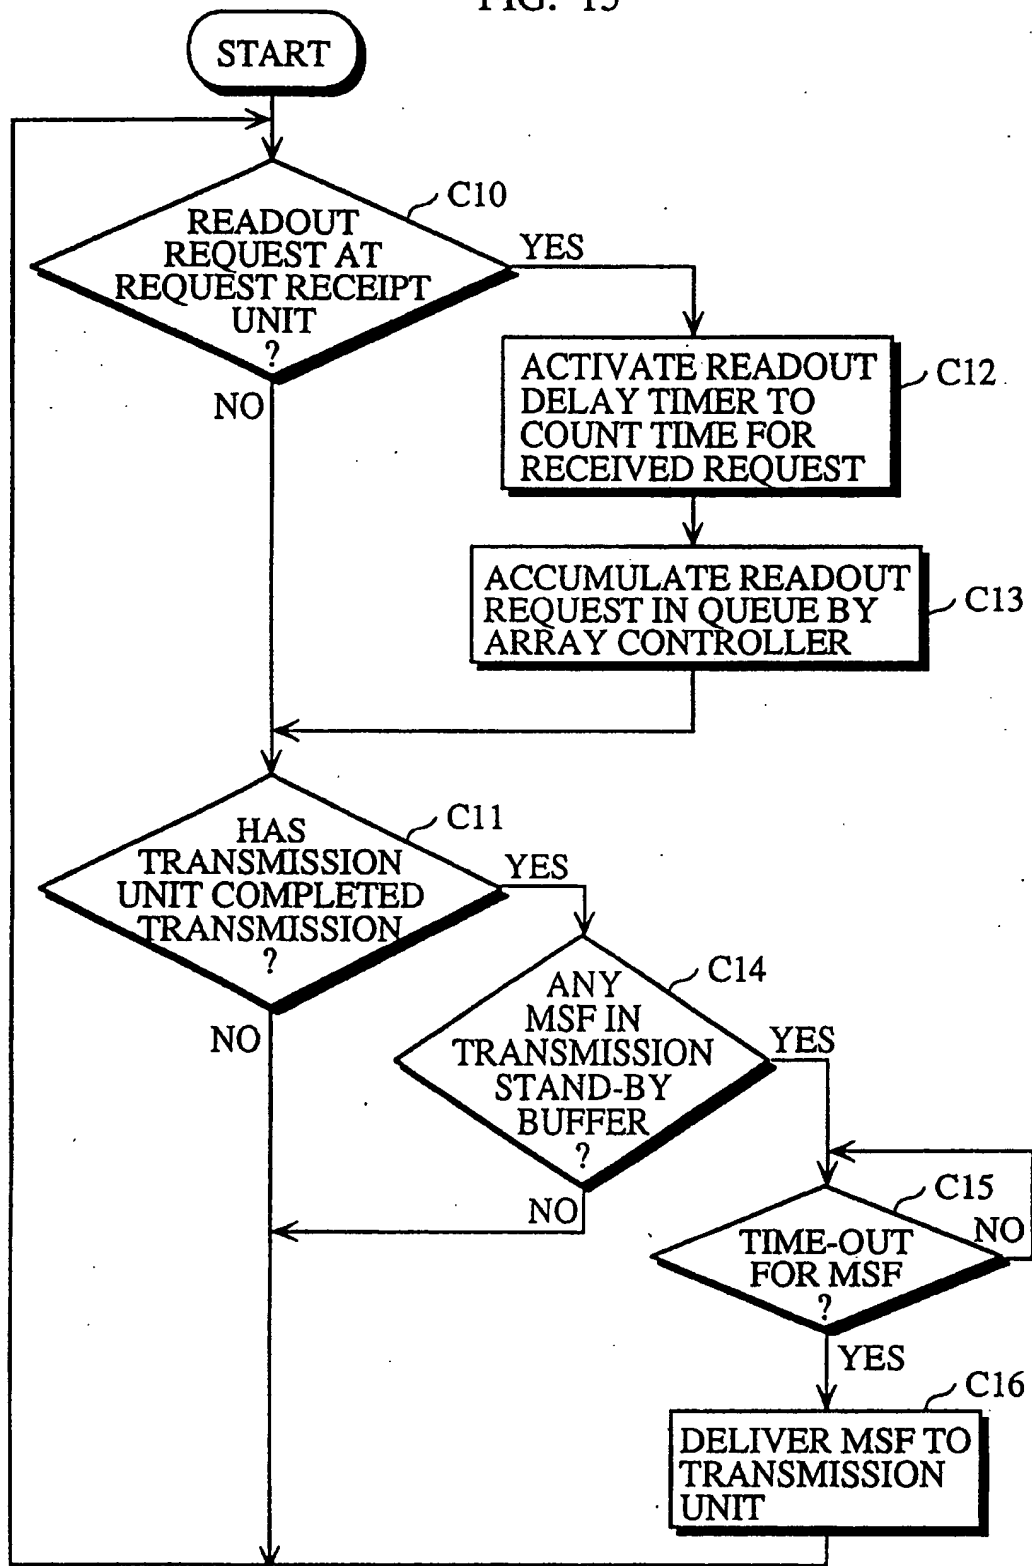 FIG. 15
START
C10
READOUT
REQUEST AT
REQUEST RECEIPT
UNIT
?
YES
NO
ACTIVATE READOUT
DELAY TIMER TO
COUNT TIME FOR
RECEIVED REQUEST
C12
ACCUMULATE READOUT
REQUEST IN QUEUE BY
ARRAY CONTROLLER
C13
C11
HAS
TRANSMISSION
UNIT COMPLETED
TRANSMISSION
?
YES
NO
C14
ANY
MSF IN
TRANSMISSION
STAND-BY
BUFFER
?
YES
NO
C15
TIME-OUT
FOR MSF
?
NO
YES
C16
DELIVER MSF TO
TRANSMISSION
UNIT